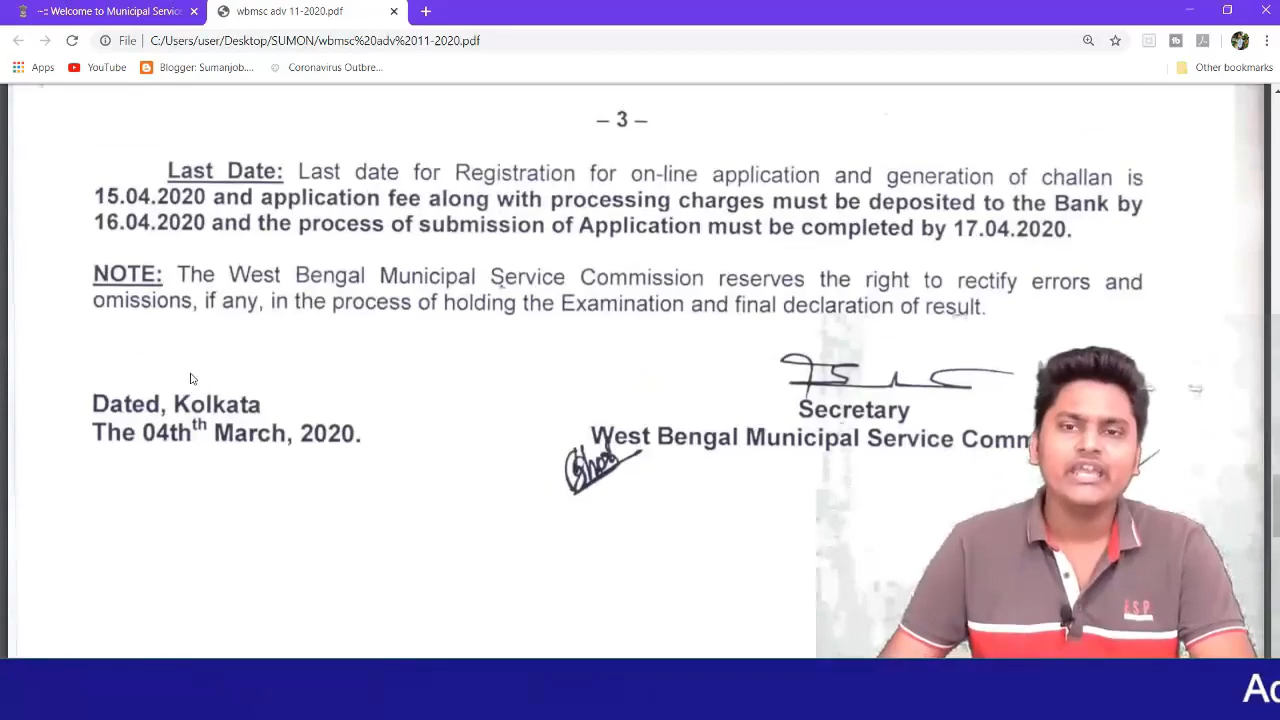 -:: Welcome to Municipal Service
wbmsc adv 11-2020.pdf
File
C:/Users/user/Desktop/SUMON/wbmsc%20adv%2011-2020.pdf
Apps
YouTube
Blogger: Sumanjob....
Coronavirus Outbre...
Other bookmarks
– 3 –
Last Date: Last date for Registration for on-line application and generation of challan is
15.04.2020 and application fee along with processing charges must be deposited to the Bank by
16.04.2020 and the process of submission of Application must be completed by 17.04.2020.
NOTE: The West Bengal Municipal Service Commission reserves the right to rectify errors and
omissions, if any, in the process of holding the Examination and final declaration of result.
Secretary
Dated, Kolkata
The 04thth March, 2020.
West Bengal Municipal Service Comm
Ad